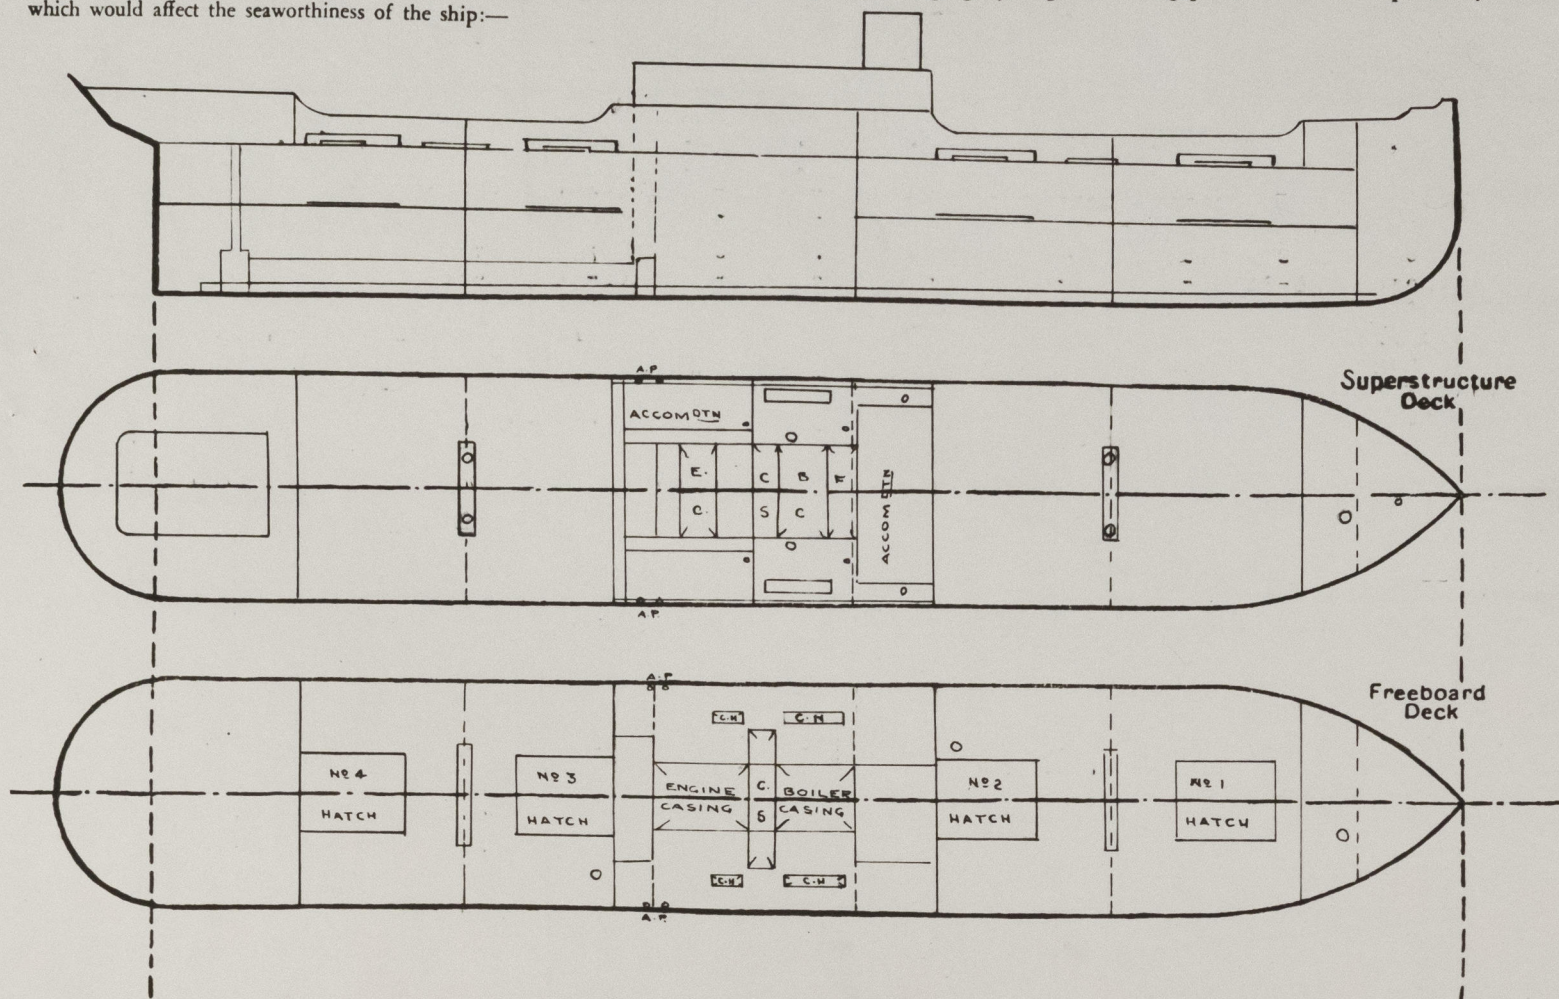 which would affect the seaworthiness of the ship:—
Superstructure
Deck
A.P
ACCOMDTN
E. C B F
C. S C
ACCOMDTN
A.P.
Freeboard
Deck
A.P
C.H C.H
Nº 4 Nº 3 ENGINE C. BOILER Nº 2 Nº 1
HATCH HATCH CASING S CASING HATCH HATCH
C.H C.H
A.P.